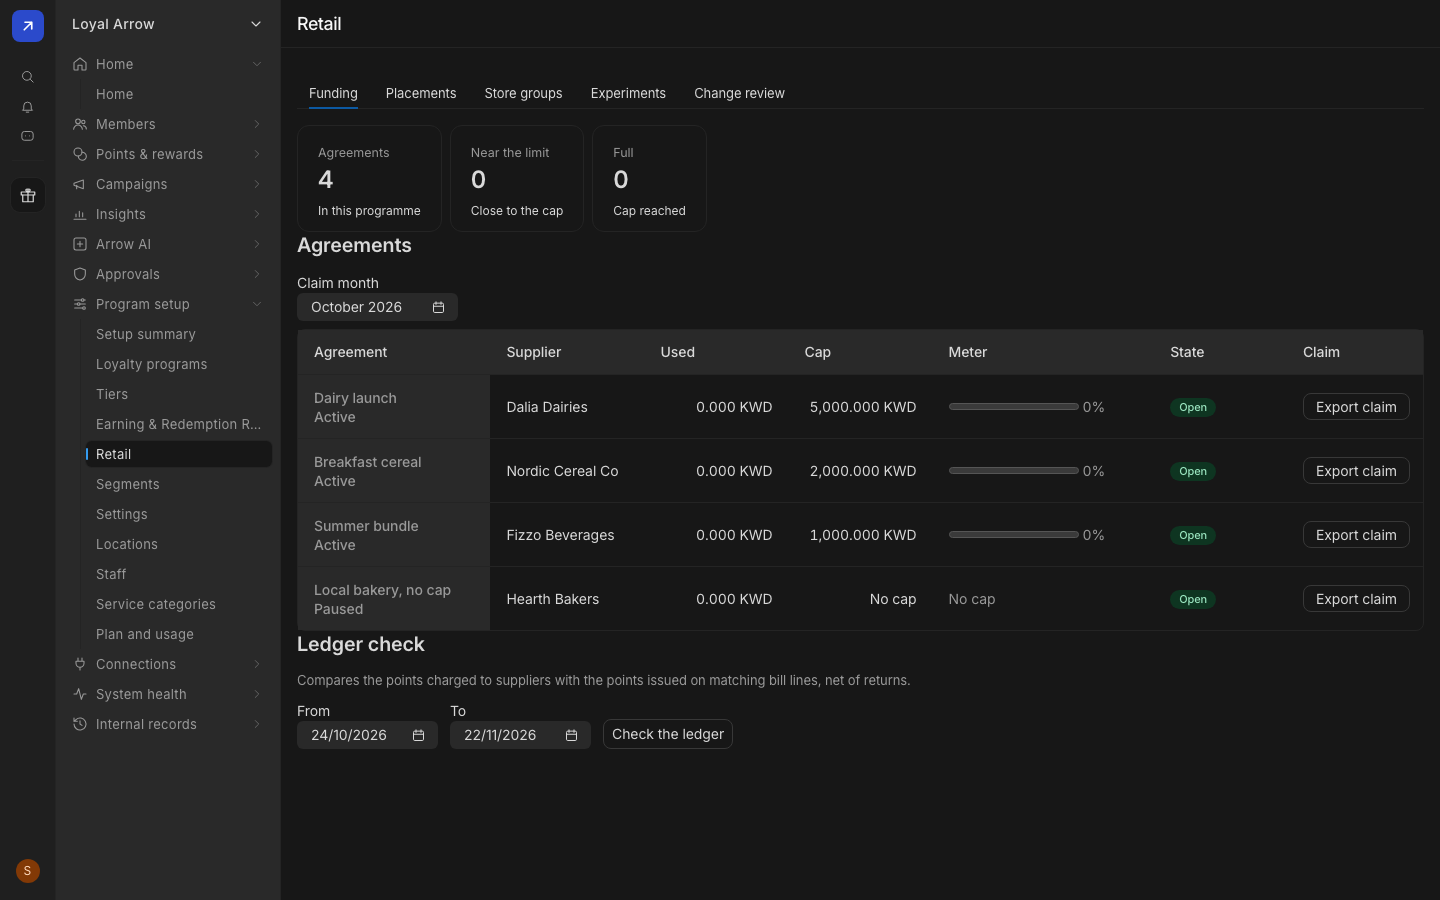 Loyal Arrow
Home
Home
Members
Points & rewards
Campaigns
Insights
Arrow AI
Approvals
Program setup
Setup summary
Loyalty programs
Tiers
Earning & Redemption R...
Retail
Segments
Settings
Locations
Staff
Service categories
Plan and usage
Connections
System health
Internal records
S
Retail
Funding Placements Store groups Experiments Change review
Agreements
4
In this programme
Near the limit
0
Close to the cap
Full
0
Cap reached
Agreements
Claim month
October 2026
Agreement Supplier Used Cap Meter State Claim
Dairy launch
Active
Dalia Dairies 0.000 KWD 5,000.000 KWD 0% Open Export claim
Breakfast cereal
Active
Nordic Cereal Co 0.000 KWD 2,000.000 KWD 0% Open Export claim
Summer bundle
Active
Fizzo Beverages 0.000 KWD 1,000.000 KWD 0% Open Export claim
Local bakery, no cap
Paused
Hearth Bakers 0.000 KWD No cap No cap Open Export claim
Ledger check
Compares the points charged to suppliers with the points issued on matching bill lines, net of returns.
From To
24/10/2026 22/11/2026 Check the ledger